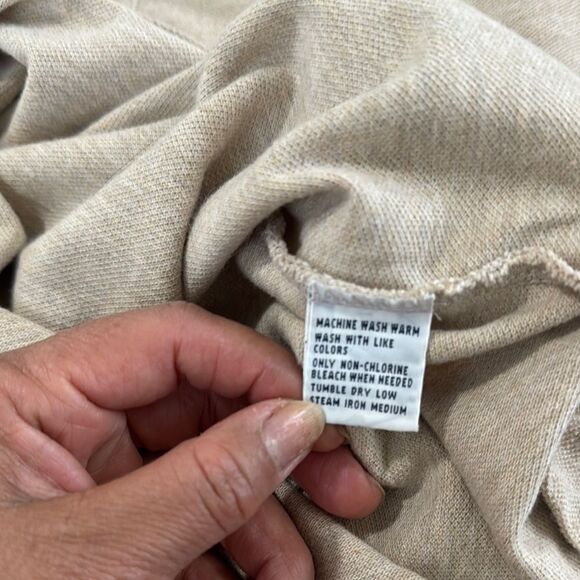 MACHINE WASH WARM
WASH WITH LIKE
COLORS
ONLY NON-CHLORINE
BLEACH WHEN NEEDED
TUMBLE DRY LOW
STEAM IRON MEDIUM